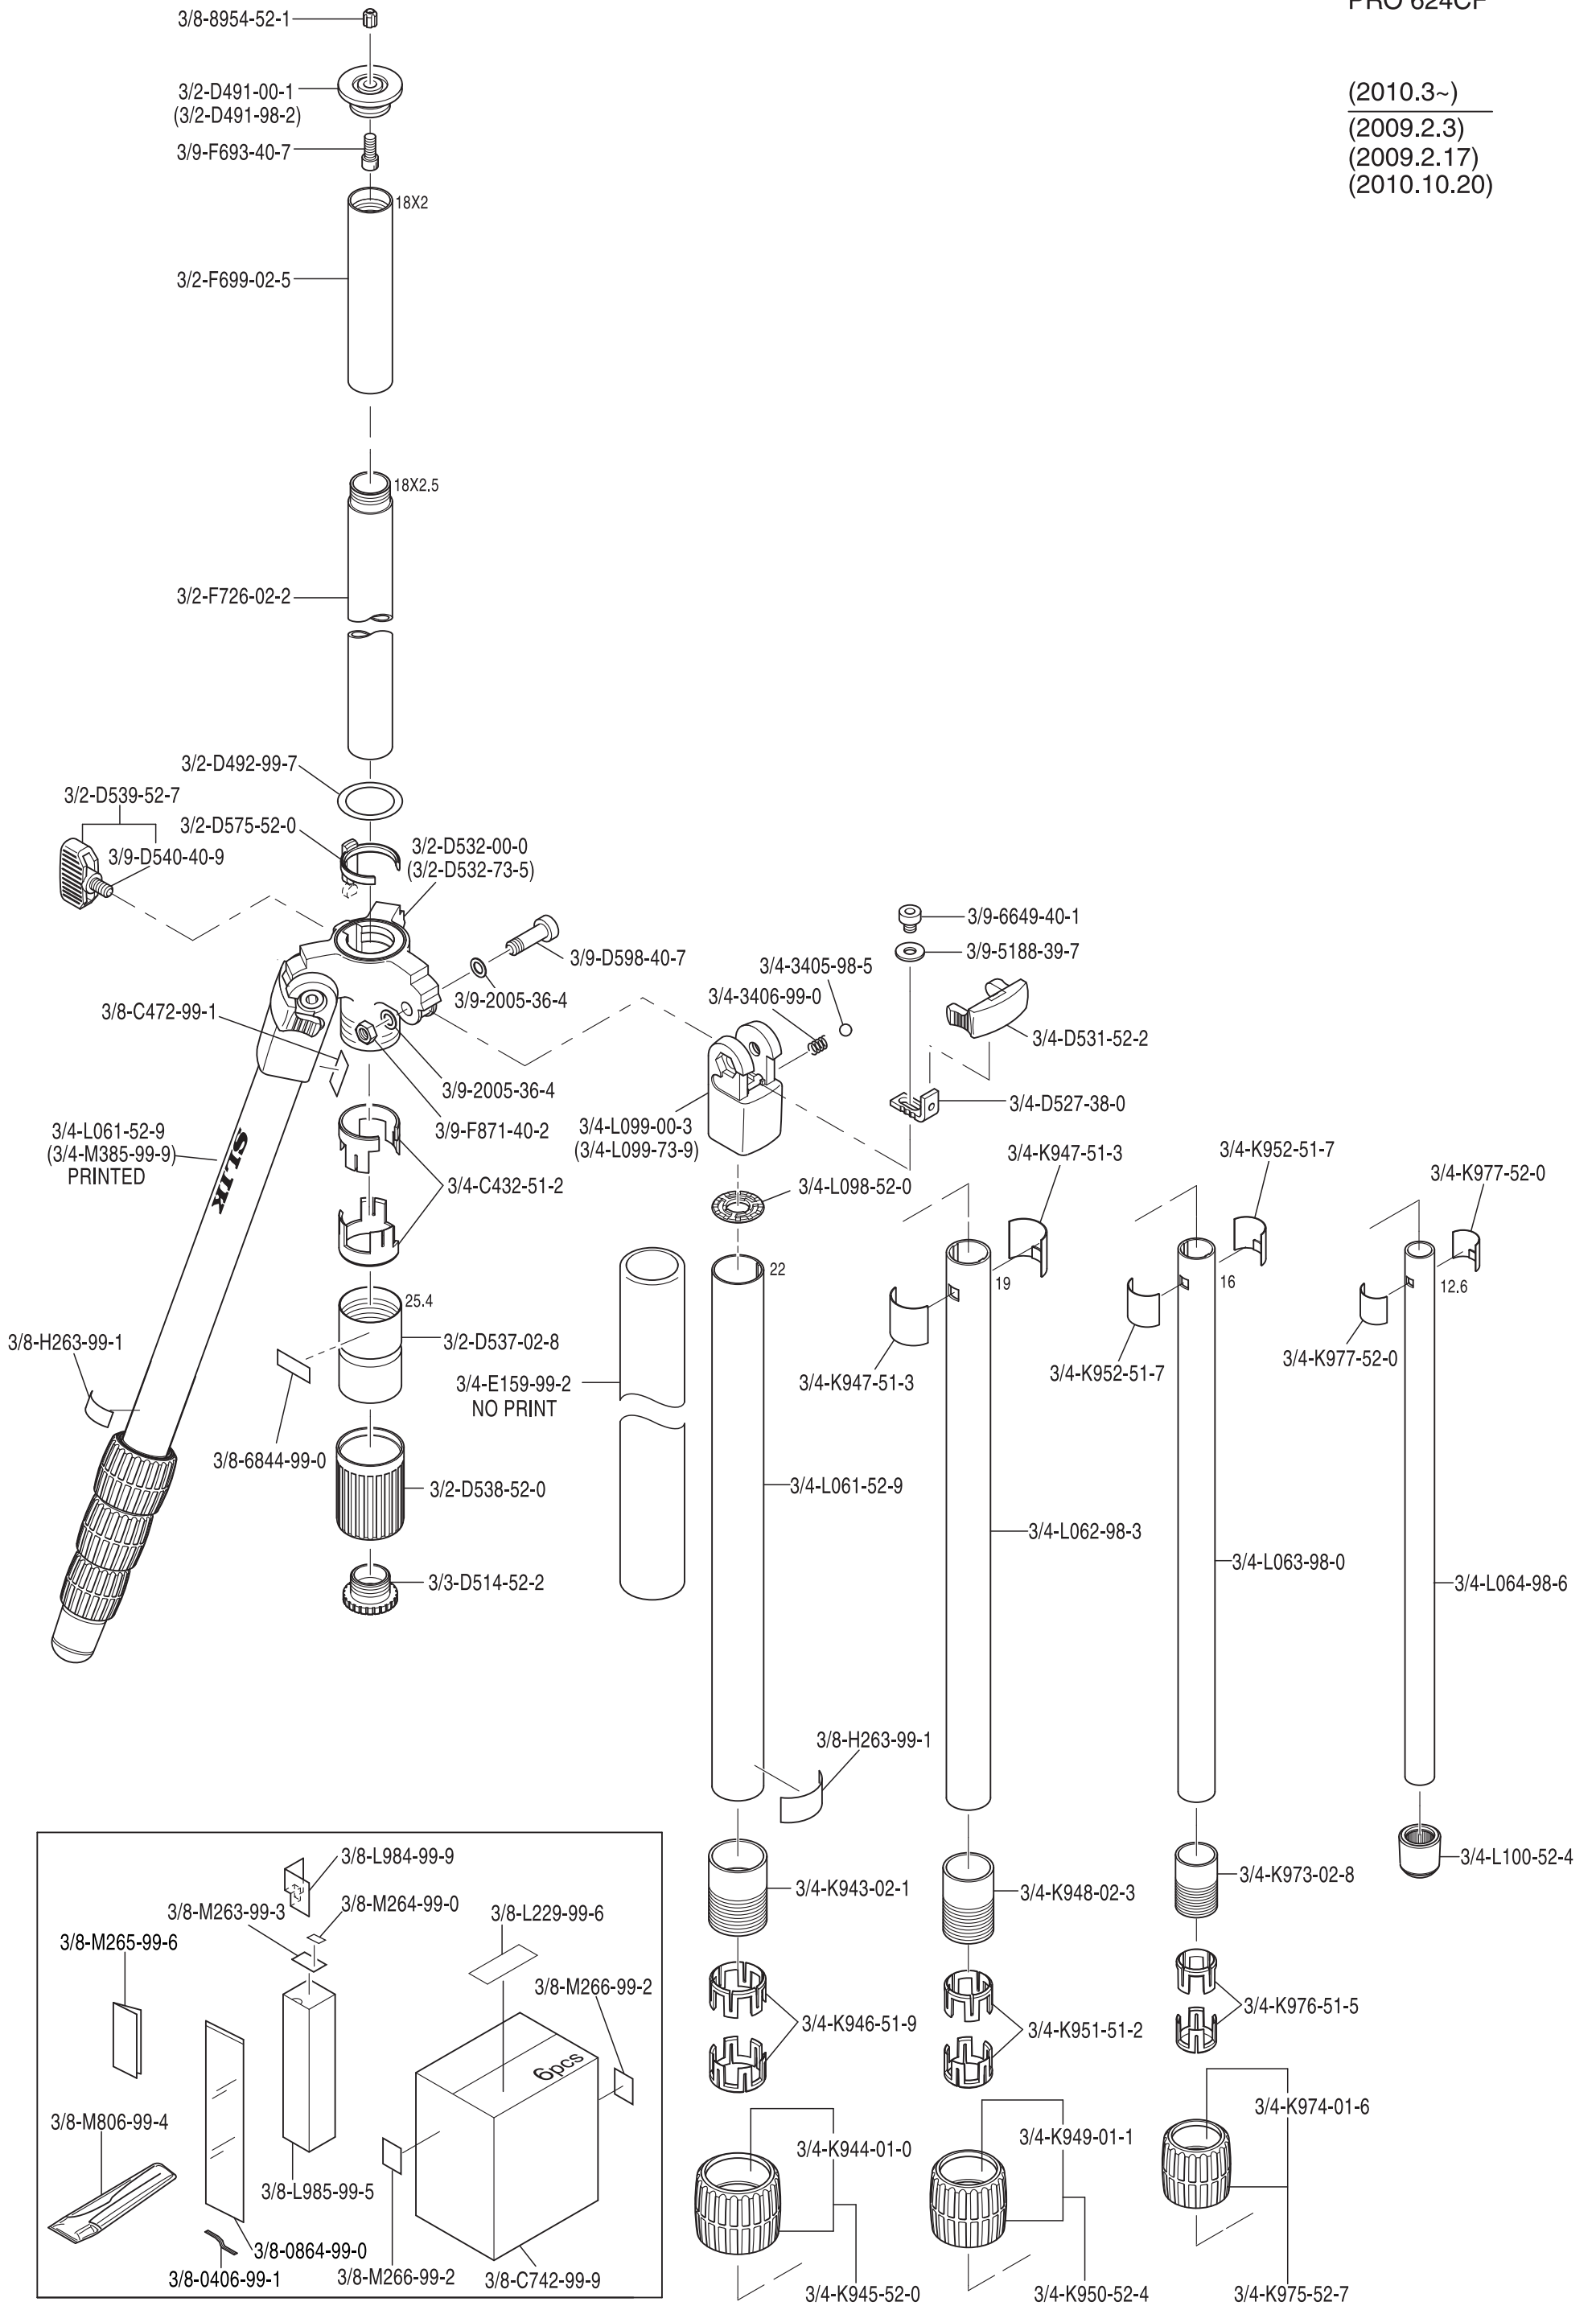 PRO 624CF
(2010.3~)
(2009.2.3)
(2009.2.17)
(2010.10.20)
3/8-8954-52-1
3/2-D491-00-1
(3/2-D491-98-2)
3/9-F693-40-7
18X2
3/2-F699-02-5
18X2.5
3/2-F726-02-2
3/2-D492-99-7
3/2-D539-52-7
3/2-D575-52-0
3/9-D540-40-9
3/2-D532-00-0
(3/2-D532-73-5)
3/9-D598-40-7
3/9-2005-36-4
3/8-C472-99-1
3/9-2005-36-4
3/9-F871-40-2
3/9-6649-40-1
3/9-5188-39-7
3/4-3405-98-5
3/4-3406-99-0
3/4-D531-52-2
3/4-D527-38-0
3/4-L099-00-3
(3/4-L099-73-9)
3/4-L061-52-9
(3/4-M385-99-9)
PRINTED
SLIK
3/4-C432-51-2
3/4-L098-52-0
3/4-K947-51-3
3/4-K952-51-7
3/4-K977-52-0
22
19
16
12.6
25.4
3/8-H263-99-1
3/2-D537-02-8
3/4-K947-51-3
3/4-K952-51-7
3/4-K977-52-0
3/4-E159-99-2
NO PRINT
3/8-6844-99-0
3/2-D538-52-0
3/4-L061-52-9
3/4-L062-98-3
3/4-L063-98-0
3/4-L064-98-6
3/3-D514-52-2
3/8-H263-99-1
3/4-K943-02-1
3/4-K948-02-3
3/4-K973-02-8
3/4-L100-52-4
3/4-K946-51-9
3/4-K951-51-2
3/4-K976-51-5
3/4-K944-01-0
3/4-K949-01-1
3/4-K974-01-6
3/4-K945-52-0
3/4-K950-52-4
3/4-K975-52-7
3/8-L984-99-9
3/8-M264-99-0
3/8-M263-99-3
3/8-L229-99-6
3/8-M265-99-6
3/8-M266-99-2
6pcs
3/8-M806-99-4
3/8-L985-99-5
3/8-0864-99-0
3/8-0406-99-1
3/8-M266-99-2
3/8-C742-99-9